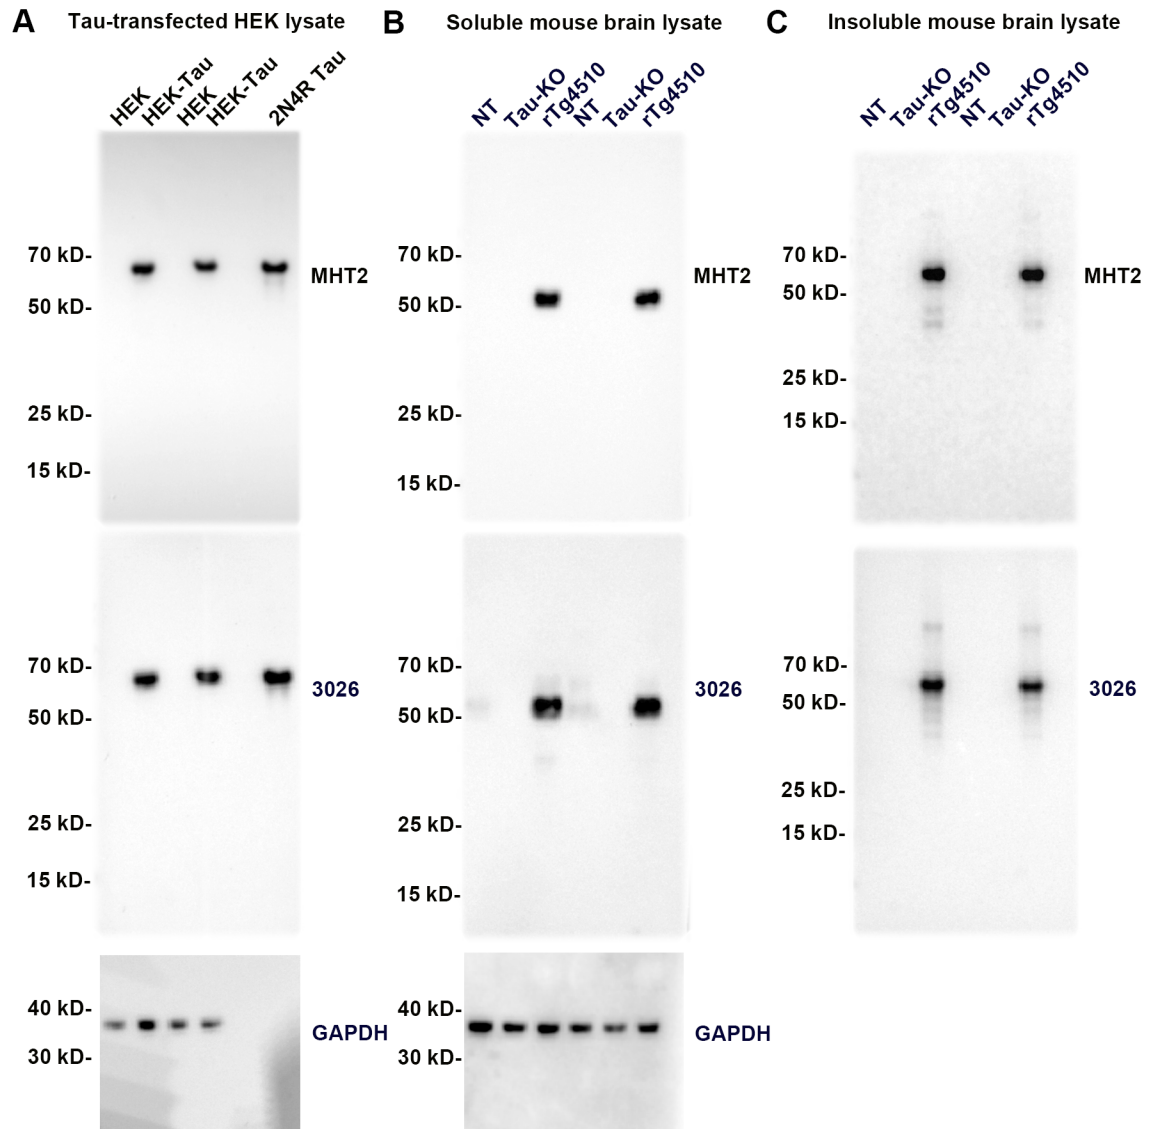 A Tau-transfected HEK lysate
HEK
HEK-Tau
HEK
HEK-Tau
2N4R Tau
70 kD-
50 kD-
25 kD-
15 kD-
MHT2
70 kD-
50 kD-
25 kD-
15 kD-
3026
40 kD-
30 kD-
GAPDH
B Soluble mouse brain lysate
NT
Tau-KO
rTg4510
NT
Tau-KO
rTg4510
70 kD-
50 kD-
25 kD-
15 kD-
MHT2
70 kD-
50 kD-
25 kD-
15 kD-
3026
40 kD-
30 kD-
GAPDH
C Insoluble mouse brain lysate
NT
Tau-KO
rTg4510
NT
Tau-KO
rTg4510
70 kD-
50 kD-
25 kD-
15 kD-
MHT2
70 kD-
50 kD-
25 kD-
15 kD-
3026